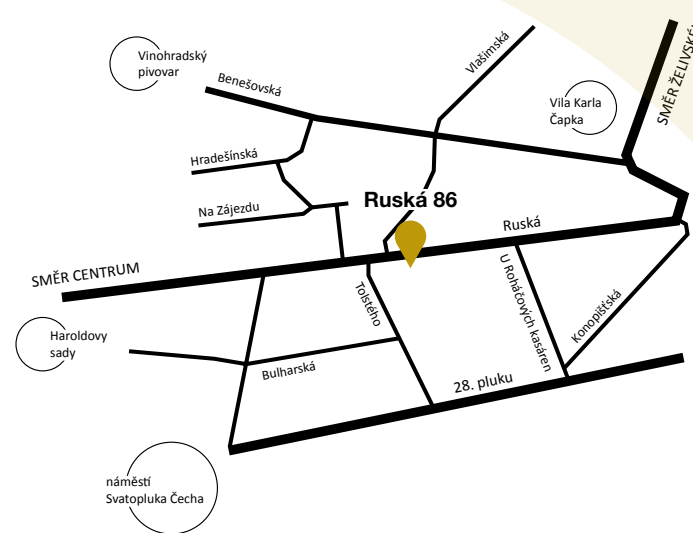 Vlašimská
SMĚR ŽELIVSKÉHO
Vinohradský
pivovar
Benešovská
Vila Karla
Čapka
Hradešínská
Na Zájezdu
Ruská 86
Ruská
SMĚR CENTRUM
Tolstého
U Roháčových kasáren
Konopišťská
Haroldovy
sady
Bulharská
28. pluku
náměstí
Svatopluka Čecha